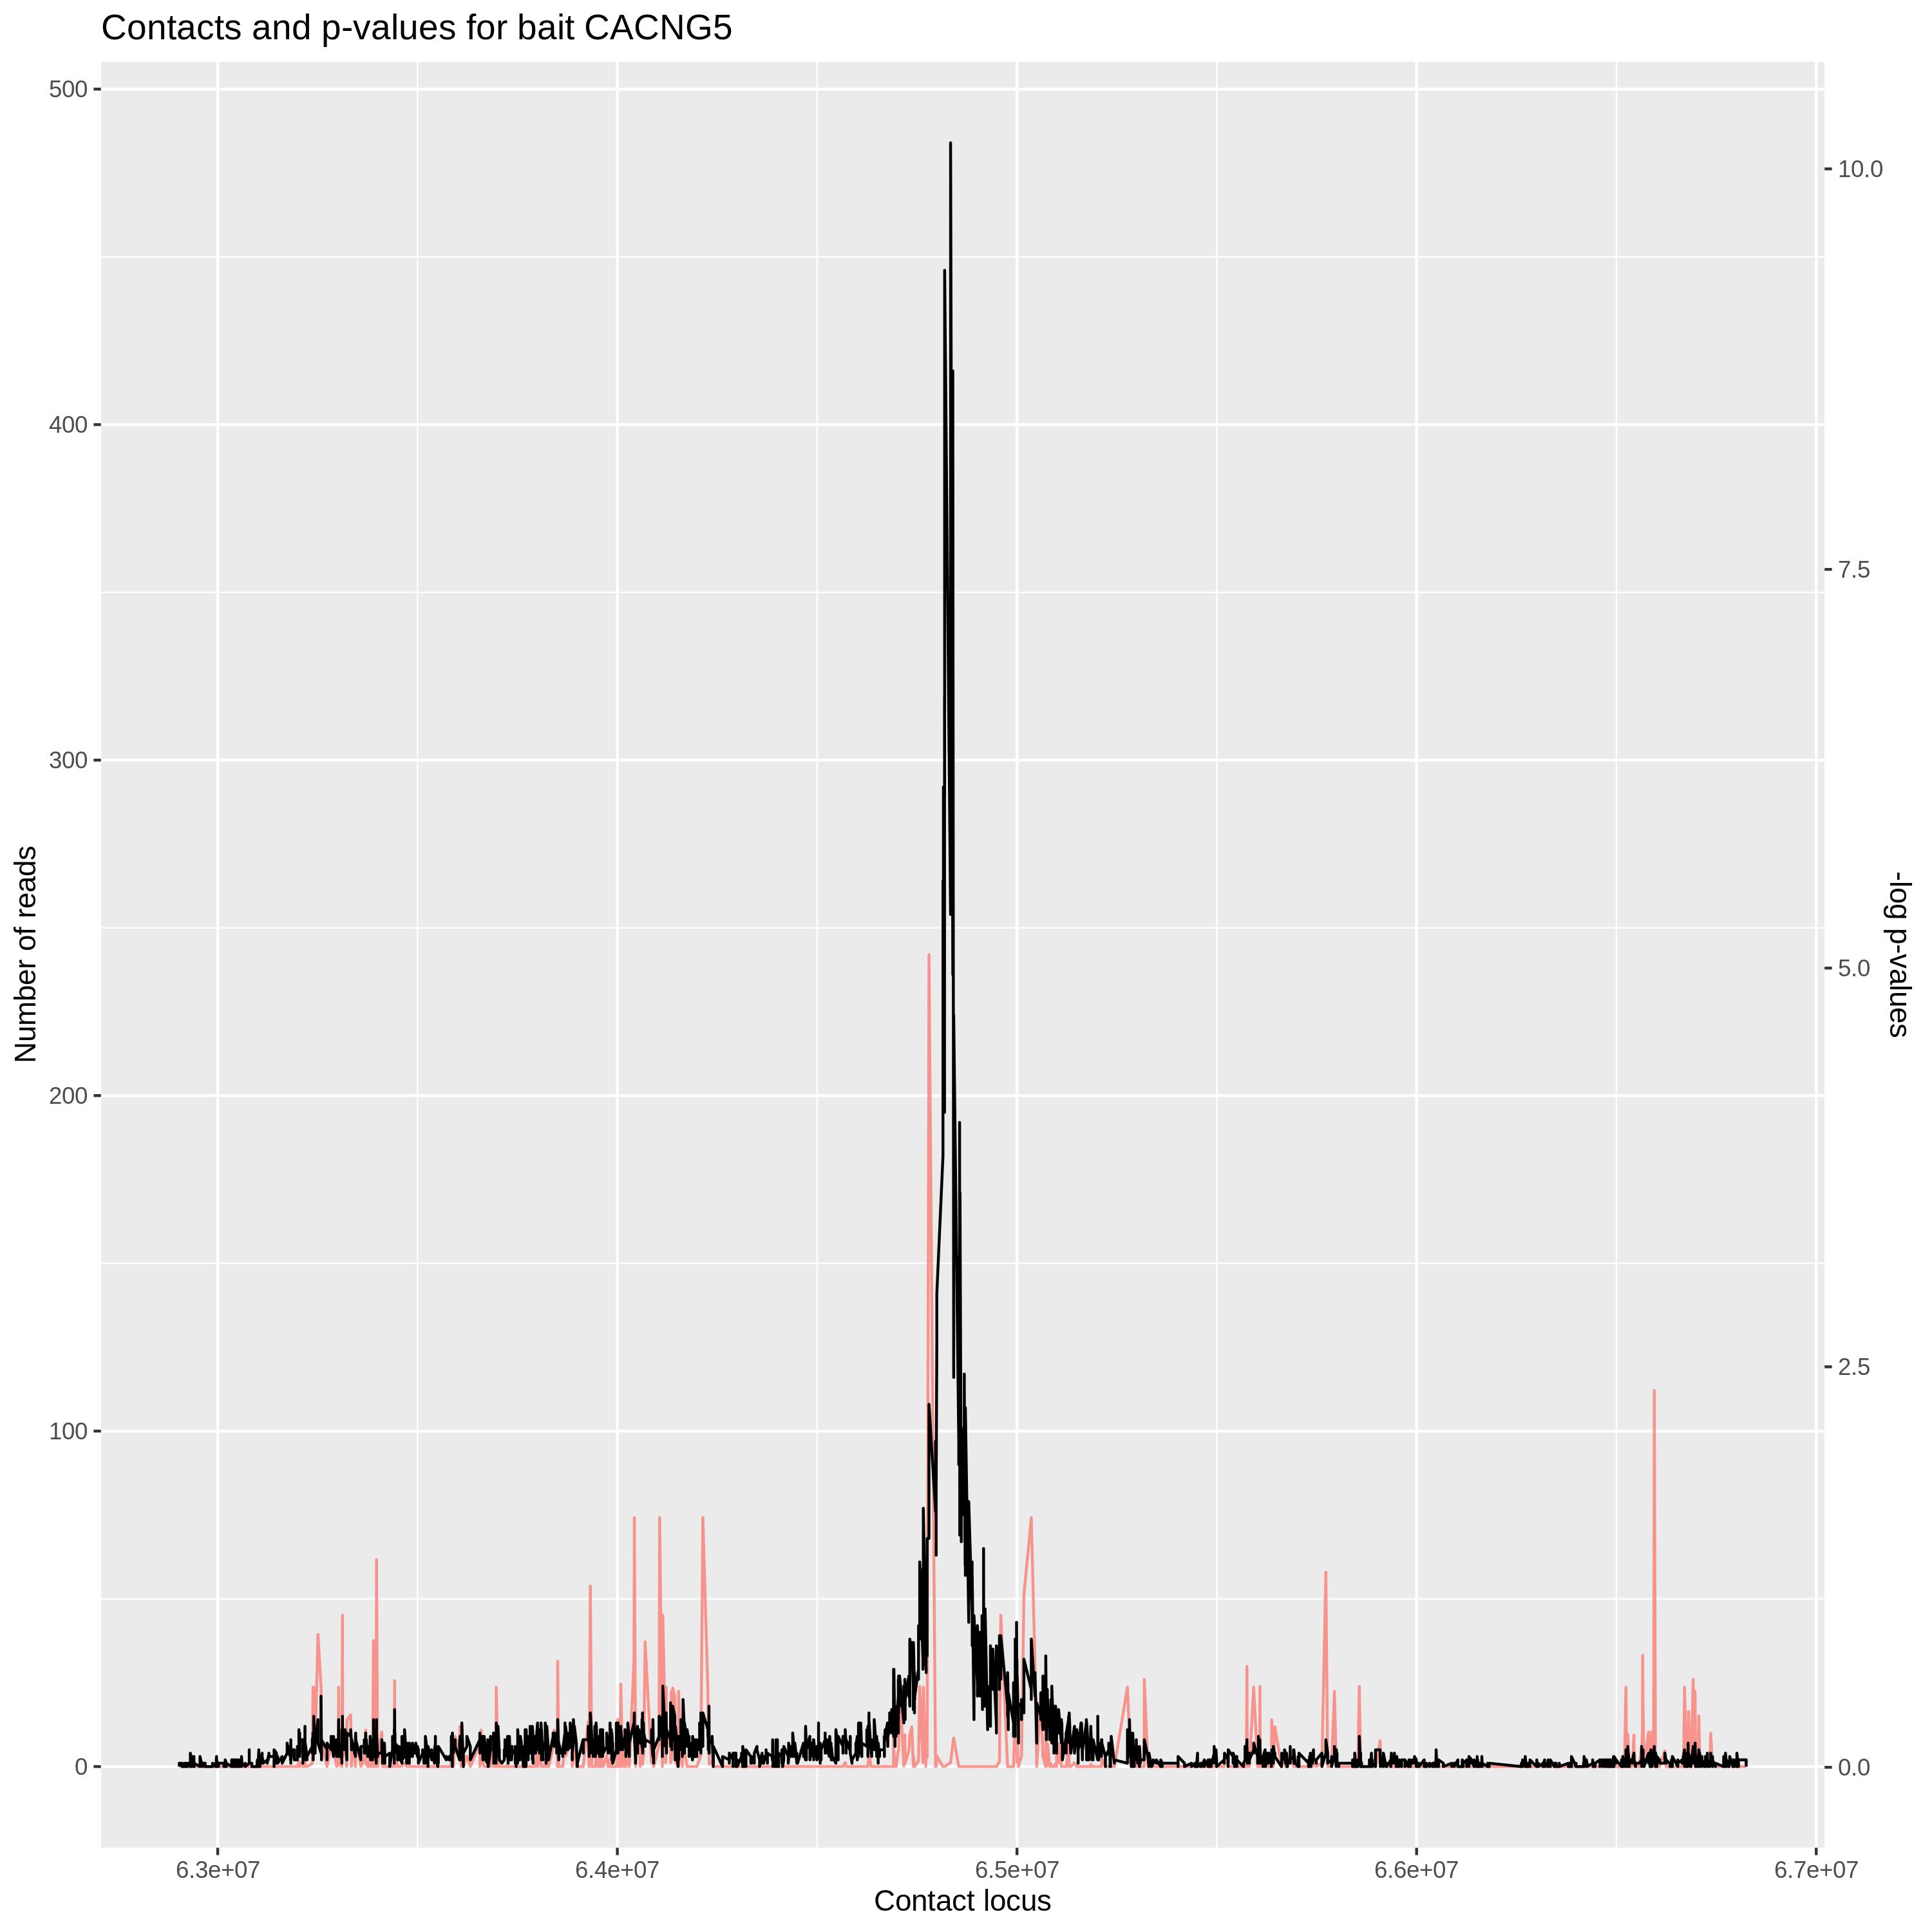 Contacts and p-values for bait CACNG5
Number of reads
500
400
300
200
100
0
10.0
7.5
5.0
2.5
0.0
-log p-values
6.3e+07
6.4e+07
6.5e+07
6.6e+07
6.7e+07
Contact locus